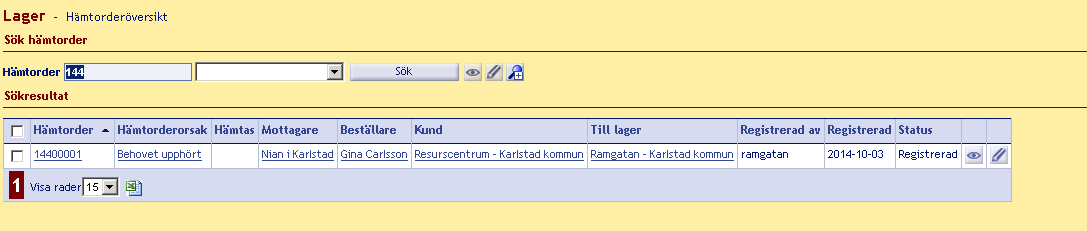 Lager - Hämtorderöversikt
Sök hämtorder
Hämtorder 144 Sök
Sökresultat
Hämtorder Hämtorderorsak Hämtas Mottagare Beställare Kund Till lager Registrerad av Registrerad Status
14400001 Behovet upphört Nian i Karlstad Gina Carlsson Resurscentrum - Karlstad kommun Ramgatan - Karlstad kommun ramgatan 2014-10-03 Registrerad
1 Visa rader 15